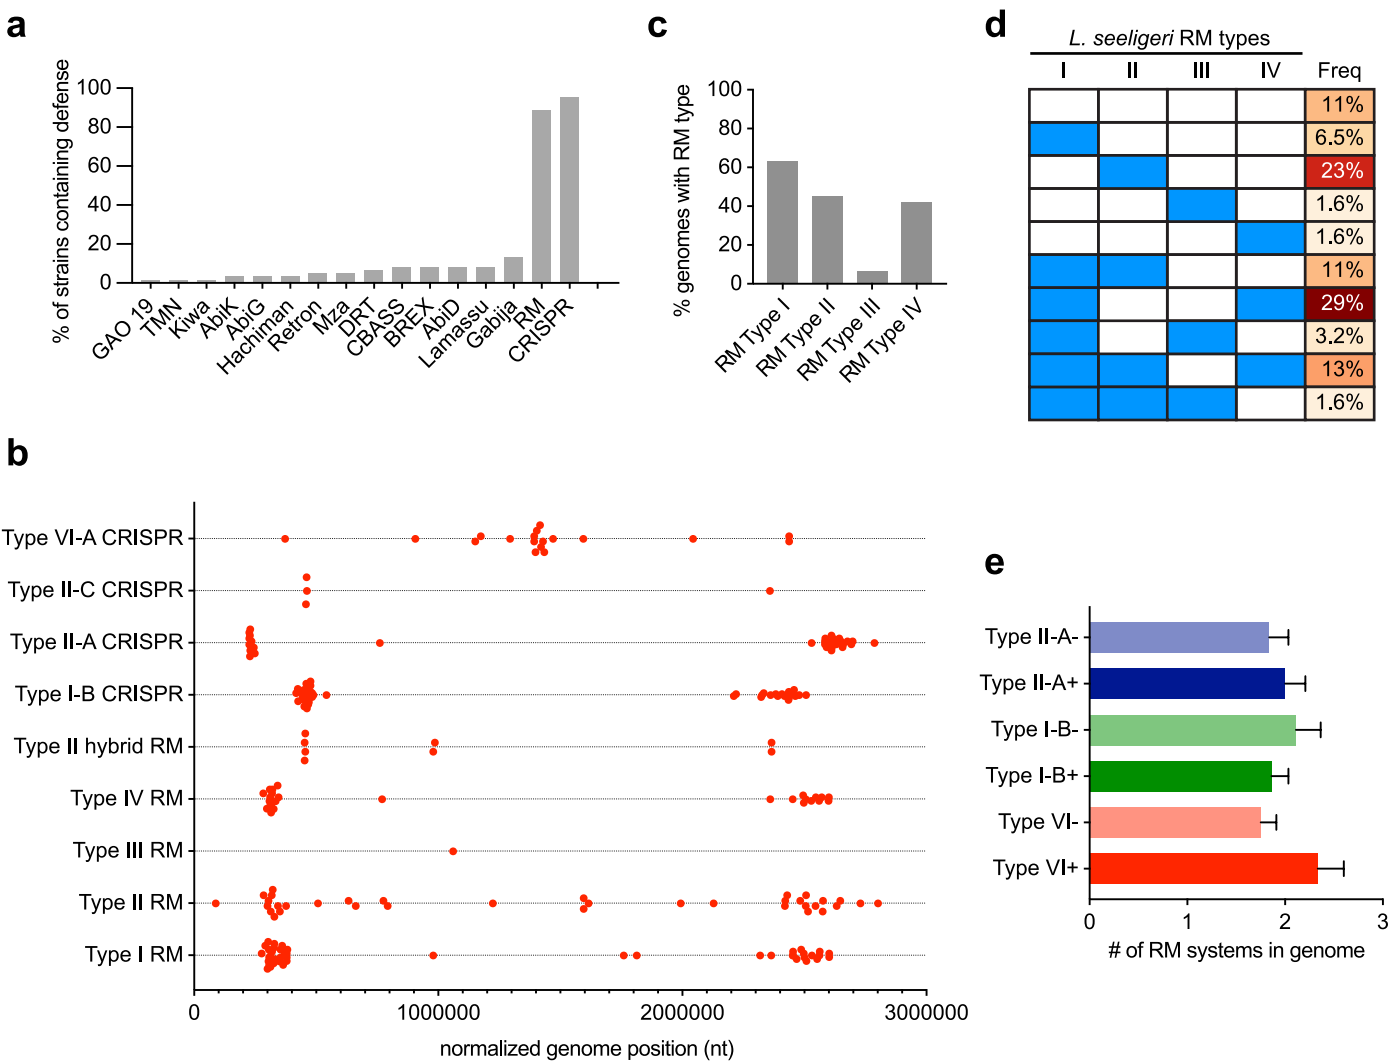 a
% of strains containing defense
100
80
60
40
20
0
GAO 19
TMN
Kiwa
AbiK
AbiG
Hachiman
Retron
Mza
DRT
CBASS
BREX
AbiD
Lamassu
Gabija
RM
CRISPR
c
% genomes with RM type
100
80
60
40
20
0
RM Type I
RM Type II
RM Type III
RM Type IV
d
L. seeligeri RM types
I II III IV Freq
11%
6.5%
23%
1.6%
1.6%
11%
29%
3.2%
13%
1.6%
b
Type VI-A CRISPR
Type II-C CRISPR
Type II-A CRISPR
Type I-B CRISPR
Type II hybrid RM
Type IV RM
Type III RM
Type II RM
Type I RM
0 1000000 2000000 3000000
normalized genome position (nt)
e
Type II-A-
Type II-A+
Type I-B-
Type I-B+
Type VI-
Type VI+
0 1 2 3
# of RM systems in genome